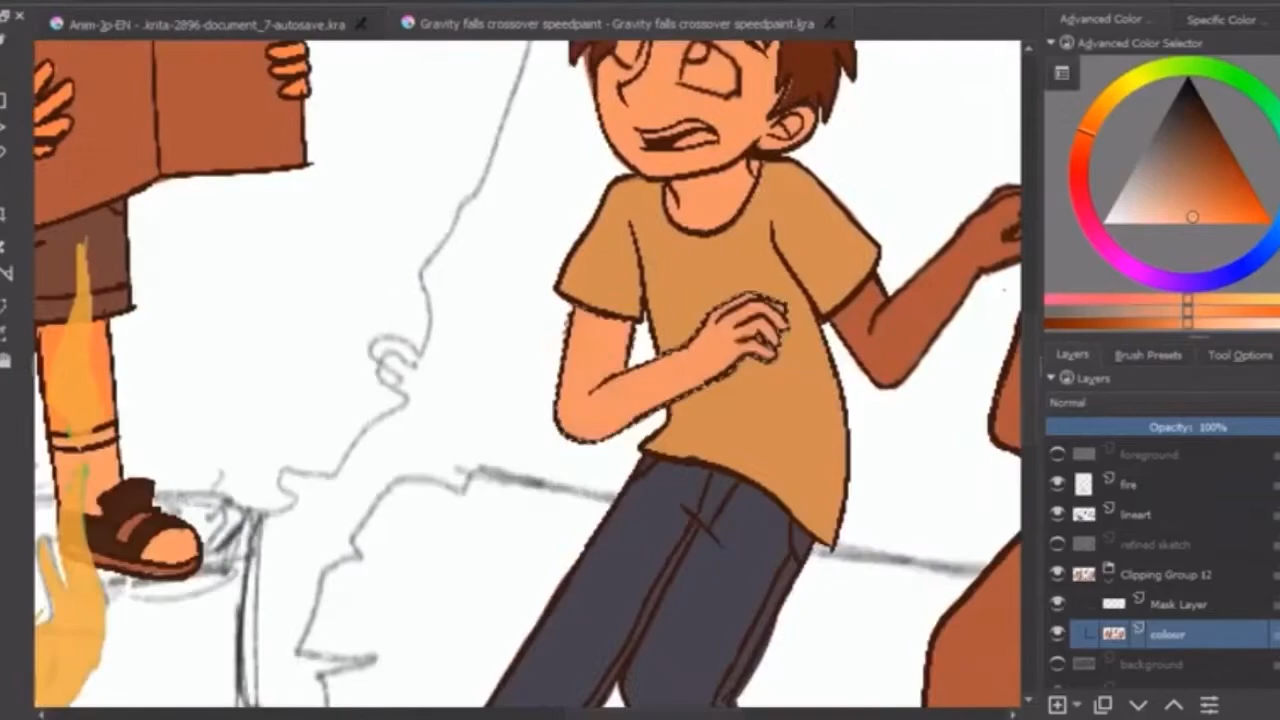 Anim-Jp-EN - .krita-2896-document_7-autosave.kra
Gravity falls crossover speedpaint - Gravity falls crossover speedpaint.kra
Advanced Color ...
Specific Color ...
Advanced Color Selector
Layers
Brush Presets
Tool Options
Layers
Normal
Opacity: 100%
foreground
fire
lineart
refined sketch
Clipping Group 12
Mask Layer
colour
background